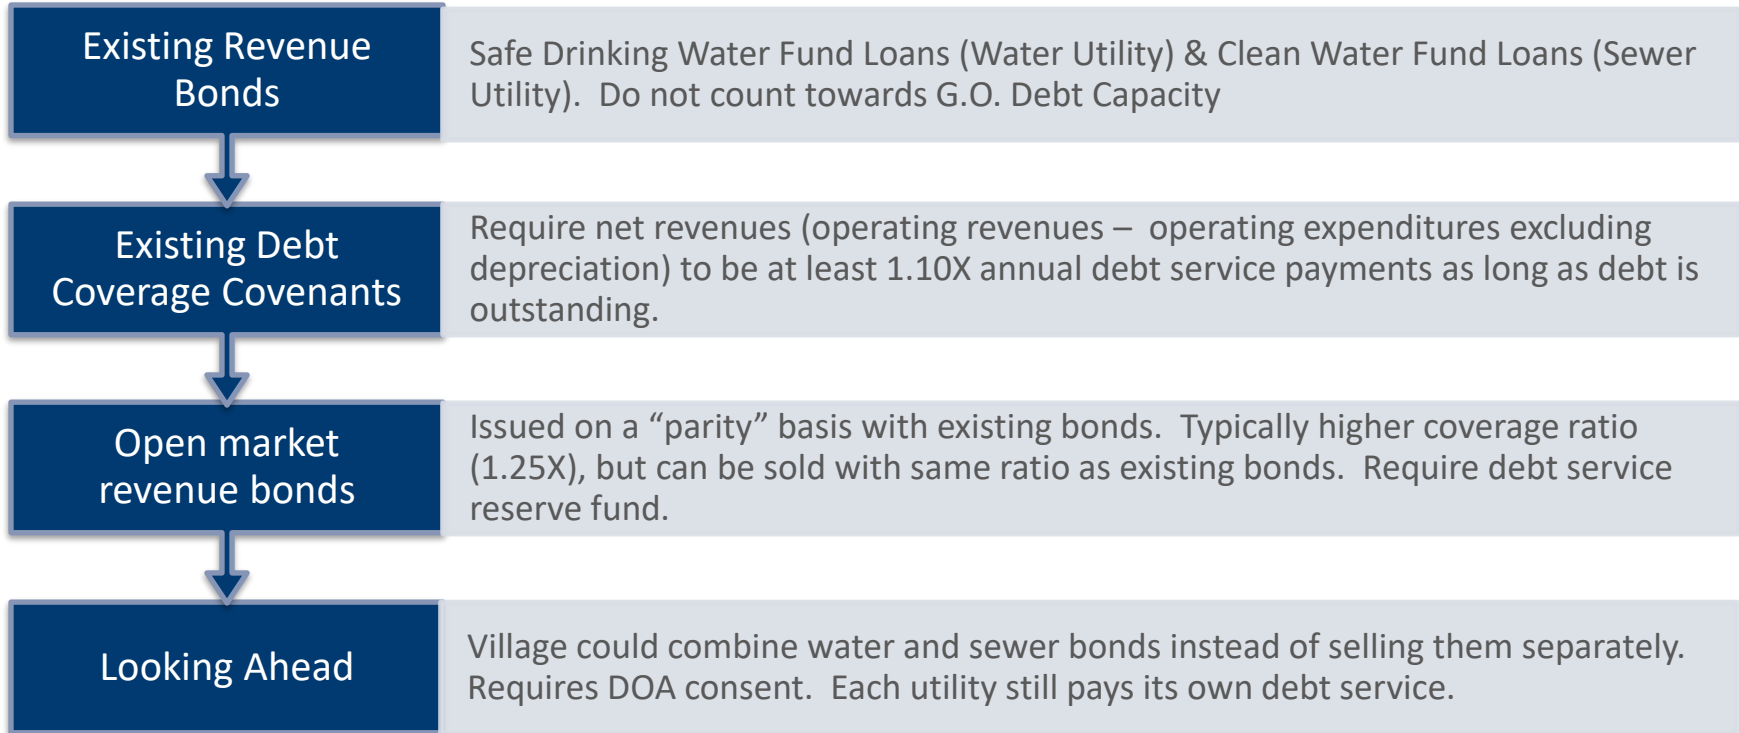 Existing Revenue
Bonds
Safe Drinking Water Fund Loans (Water Utility) & Clean Water Fund Loans (Sewer
Utility).  Do not count towards G.O. Debt Capacity
Existing Debt
Coverage Covenants
Require net revenues (operating revenues –  operating expenditures excluding
depreciation) to be at least 1.10X annual debt service payments as long as debt is
outstanding.
Open market
revenue bonds
Issued on a “parity” basis with existing bonds.  Typically higher coverage ratio
(1.25X), but can be sold with same ratio as existing bonds.  Require debt service
reserve fund.
Looking Ahead
Village could combine water and sewer bonds instead of selling them separately.
Requires DOA consent.  Each utility still pays its own debt service.